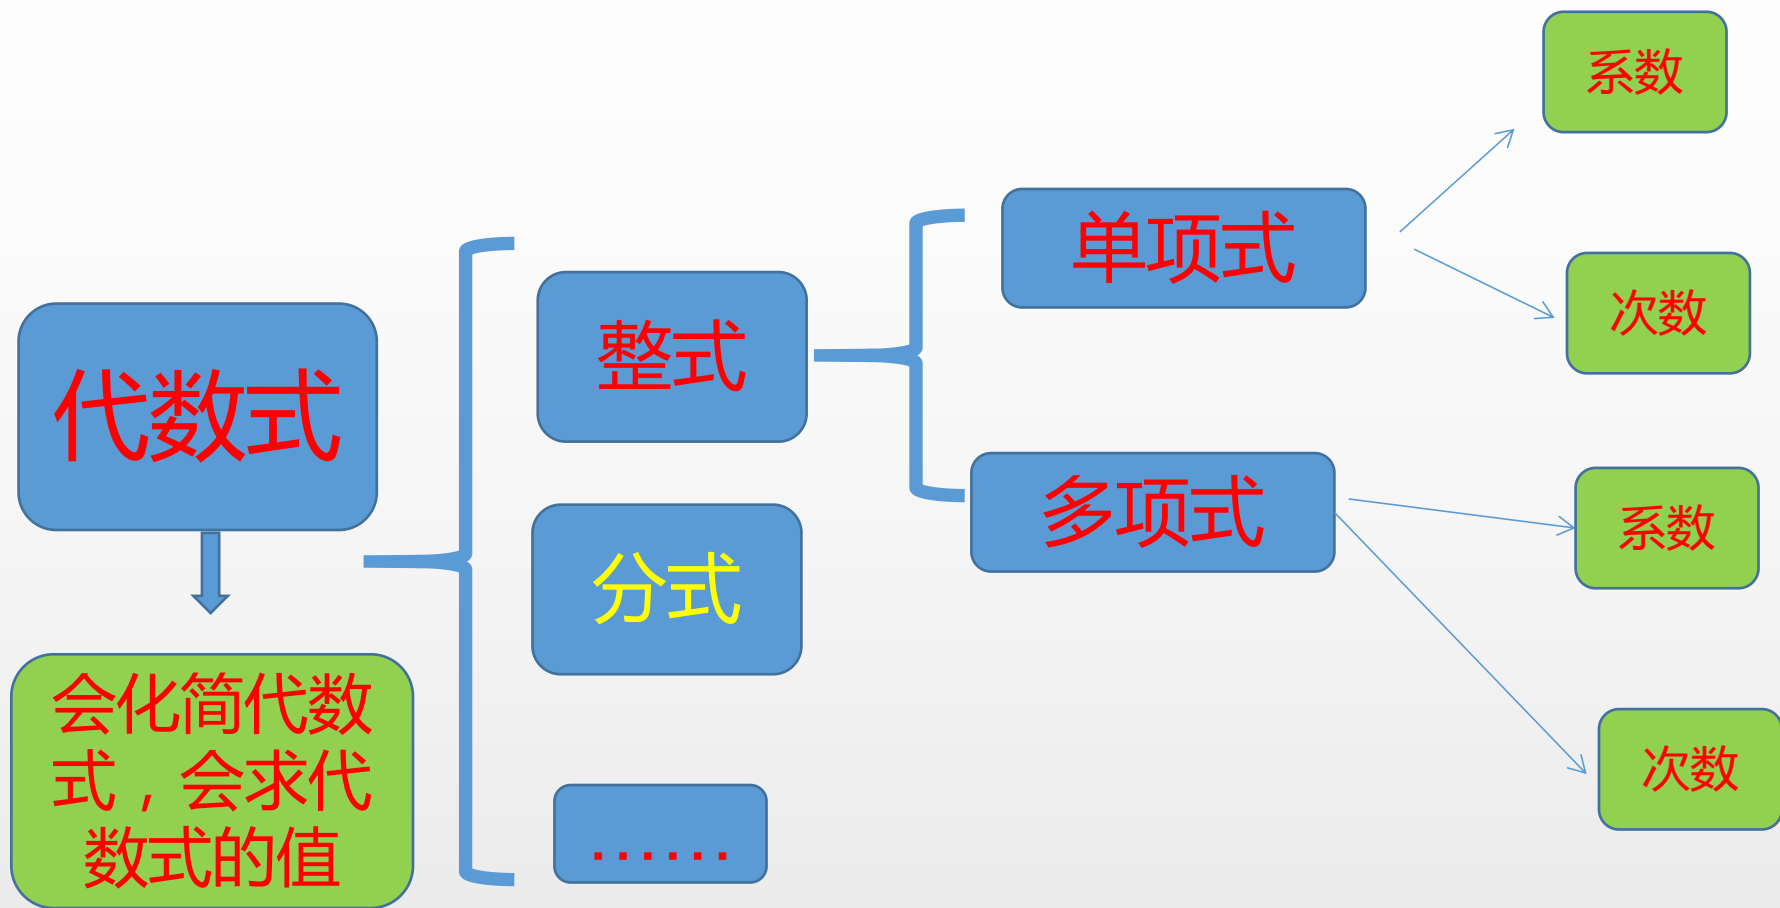 代数式
会化简代数
式，会求代
数式的值
整式
分式
......
单项式
多项式
系数
次数
系数
次数